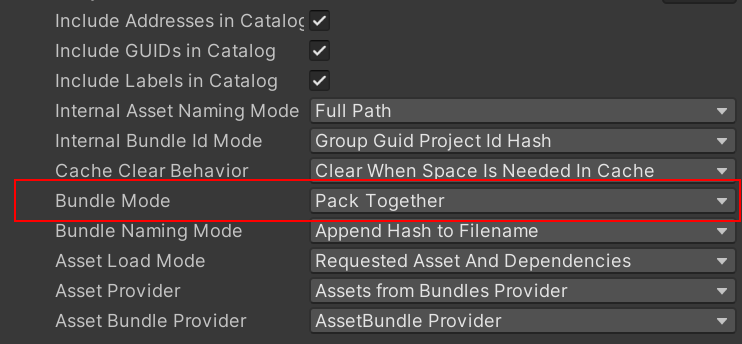 Include Addresses in Catalog
Include GUIDs in Catalog
Include Labels in Catalog
Internal Asset Naming Mode Full Path
Internal Bundle Id Mode Group Guid Project Id Hash
Cache Clear Behavior Clear When Space Is Needed In Cache
Bundle Mode Pack Together
Bundle Naming Mode Append Hash to Filename
Asset Load Mode Requested Asset And Dependencies
Asset Provider Assets from Bundles Provider
Asset Bundle Provider AssetBundle Provider